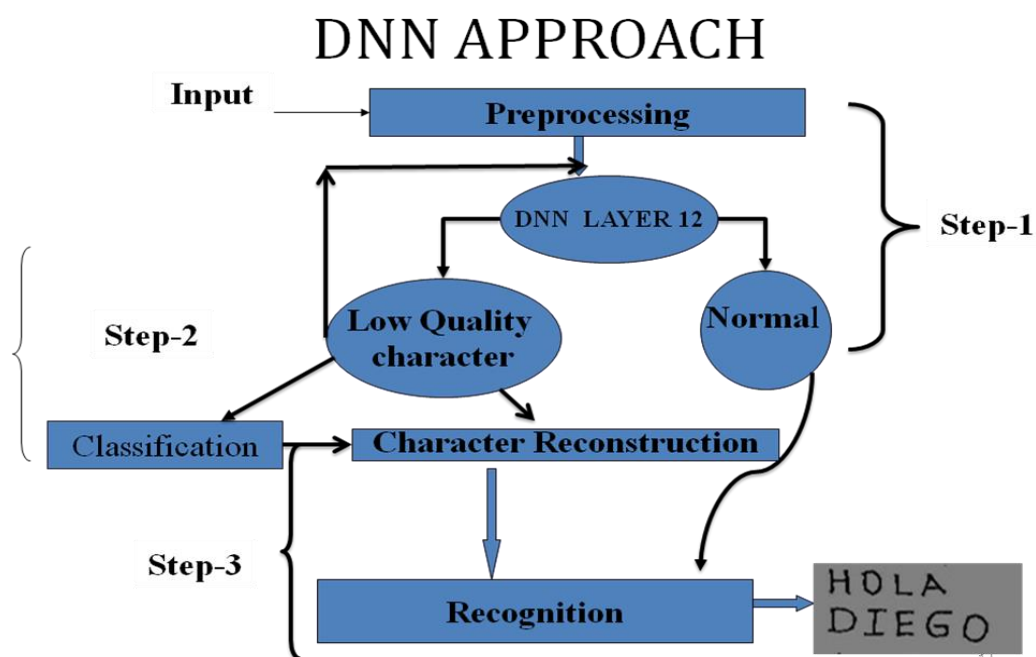 DNN APPROACH
Input
Preprocessing
DNN LAYER 12
Step-1
Low Quality
character
Normal
Step-2
Classification
Character Reconstruction
Step-3
Recognition
HOLA
DIEGO